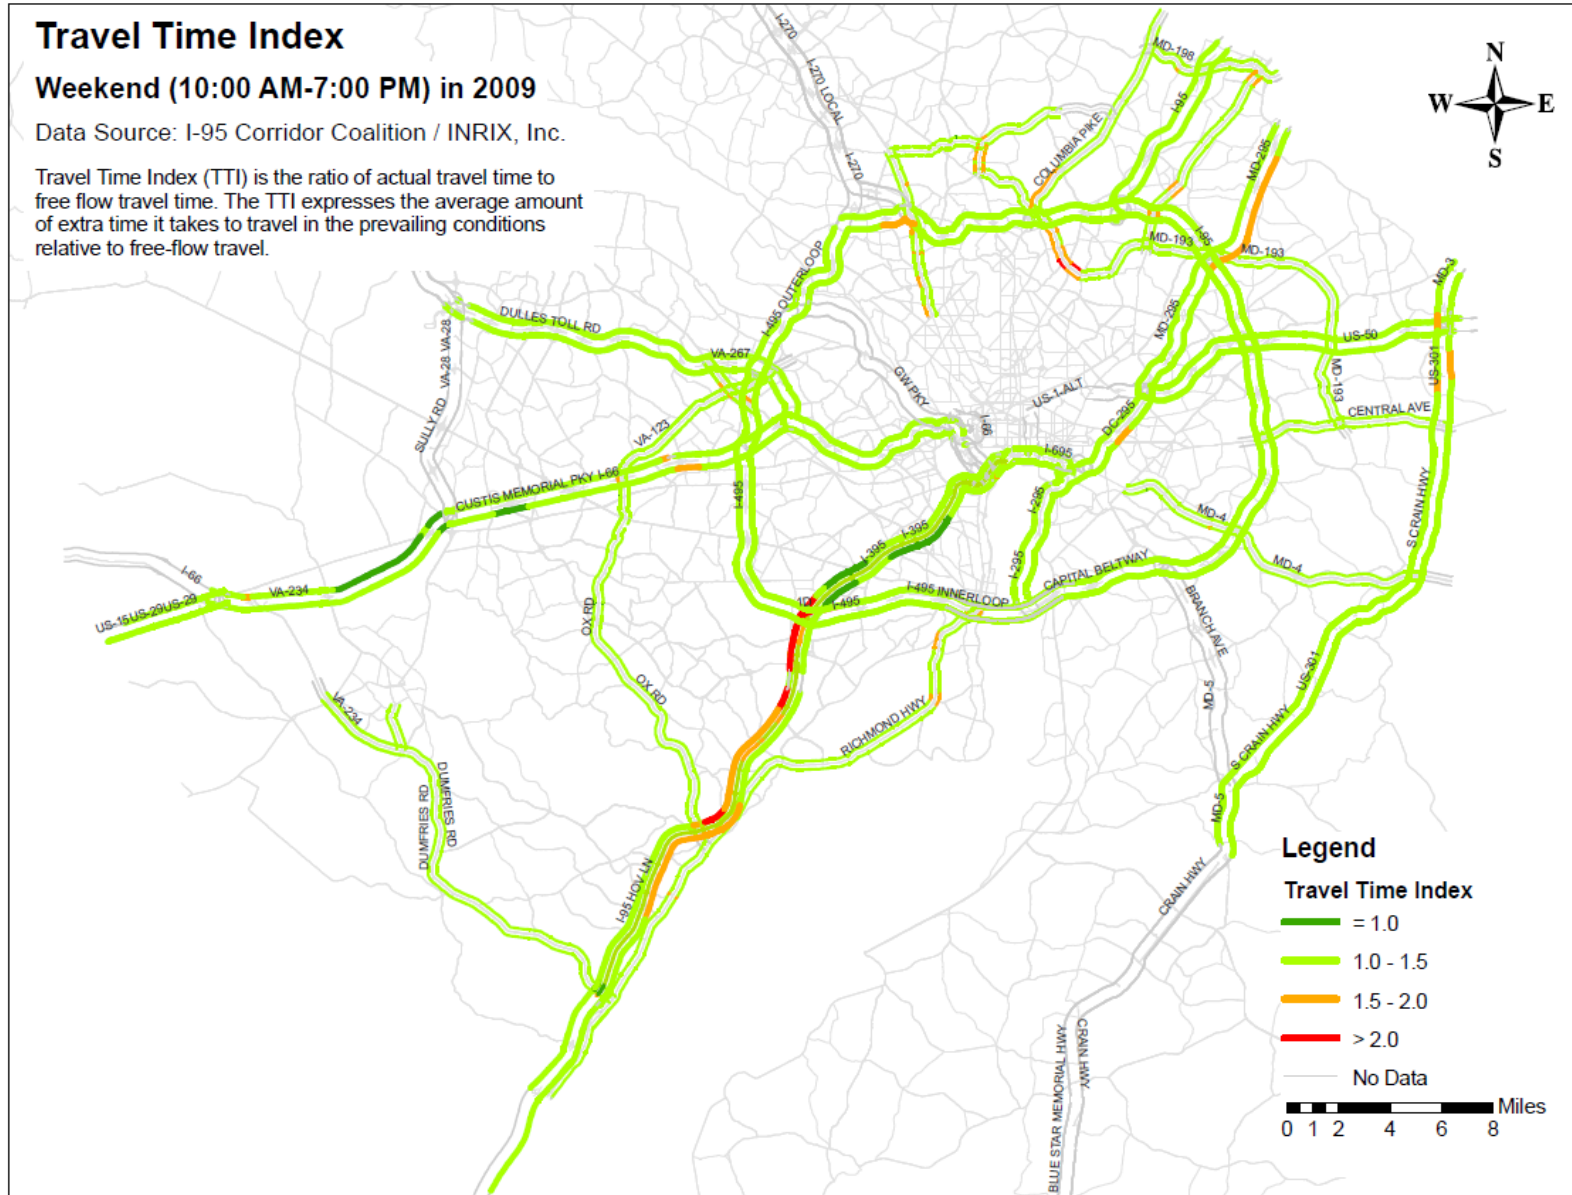 Travel Time Index
Weekend (10:00 AM-7:00 PM) in 2009
Data Source: I-95 Corridor Coalition / INRIX, Inc.
Travel Time Index (TTI) is the ratio of actual travel time to
free flow travel time. The TTI expresses the average amount
of extra time it takes to travel in the prevailing conditions
relative to free-flow travel.
N
W
E
S
I-270
I-270 LOCAL
I-270
MD-198
I-95
COLUMBIA PIKE
MD-295
I-95
MD-193
MD-193
MD-3
I-495 OUTERLOOP
DULLES TOLL RD
VA-267
VA-28
VA-28
MD-295
US-50
US-301
MD-193
GW PKY
US-1-ALT
CENTRAL AVE
SULLY RD
VA-123
I-66
DC-295
I-695
CUSTIS MEMORIAL PKY
I-66
I-495
I-295
MD-4
S CRAIN HWY
I-395
I-395
I-295
CAPITAL BELTWAY
MD-4
I-66
VA-234
US-15
US-29
US-29
I-495 INNERLOOP
I-495
OX RD
BRANCH AVE
OX RD
US-301
MD-5
VA-234
RICHMOND HWY
S CRAIN HWY
DUMFRIES RD
DUMFRIES RD
MD-5
I-95 HOV LN
CRAIN HWY
BLUE STAR MEMORIAL HWY
CRAIN HWY
Legend
Travel Time Index
= 1.0
1.0 - 1.5
1.5 - 2.0
> 2.0
No Data
Miles
0 1 2 4 6 8